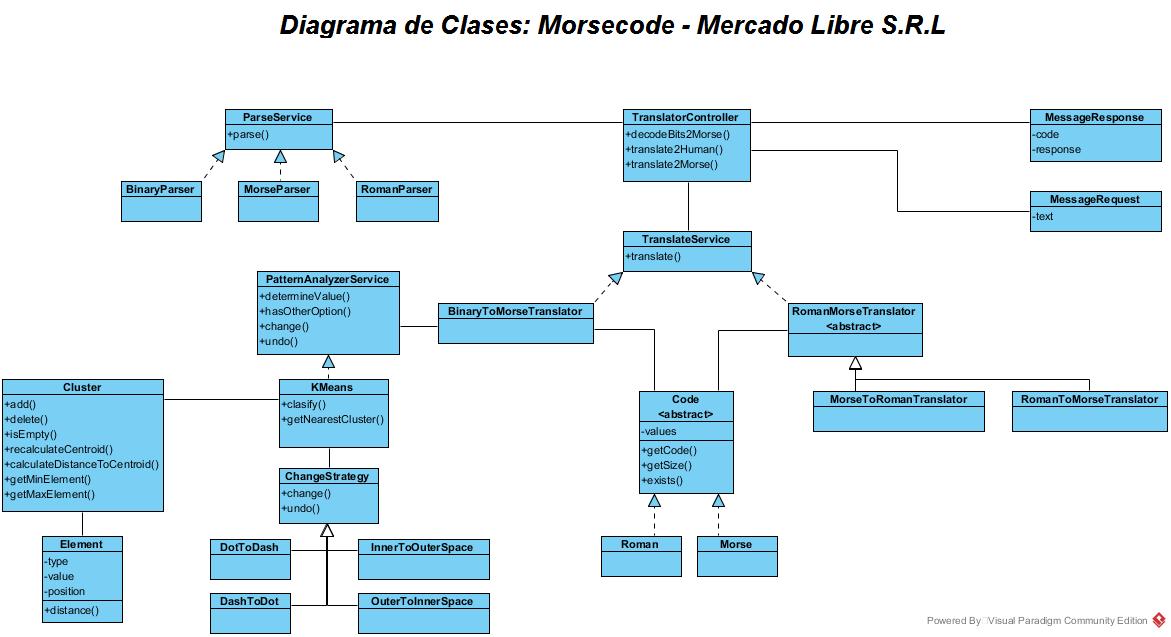 Diagrama de Clases: Morsecode - Mercado Libre S.R.L
ParseService
+parse()
TranslatorController
+decodeBits2Morse()
+translate2Human()
+translate2Morse()
MessageResponse
-code
-response
BinaryParser
MorseParser
RomanParser
MessageRequest
-text
TranslateService
+translate()
PatternAnalyzerService
+determineValue()
+hasOtherOption()
+change()
+undo()
BinaryToMorseTranslator
RomanMorseTranslator
<abstract>
Cluster
+add()
+delete()
+isEmpty()
+recalculateCentroid()
+calculateDistanceToCentroid()
+getMinElement()
+getMaxElement()
KMeans
+clasify()
+getNearestCluster()
Code
<abstract>
-values
+getCode()
+getSize()
+exists()
MorseToRomanTranslator
RomanToMorseTranslator
ChangeStrategy
+change()
+undo()
Element
-type
-value
-position
+distance()
DotToDash
InnerToOuterSpace
Roman
Morse
DashToDot
OuterToInnerSpace
Powered By Visual Paradigm Community Edition